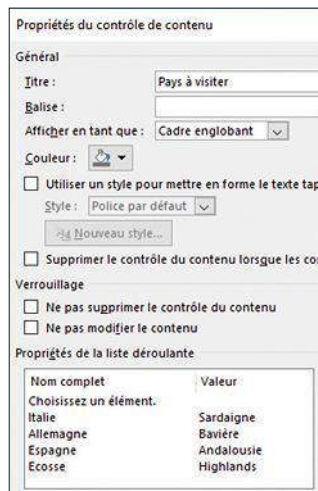 Propriétés du contrôle de contenu
Général
Titre : Pays à visiter
Balise :
Afficher en tant que : Cadre englobant
Couleur :
Utiliser un style pour mettre en forme le texte tap
Style : Police par défaut
Nouveau style...
Supprimer le contrôle du contenu lorsque les co
Verrouillage
Ne pas supprimer le contrôle du contenu
Ne pas modifier le contenu
Propriétés de la liste déroulante
Nom complet Valeur
Choisissez un élément.
Italie Sardaigne
Allemagne Bavière
Espagne Andalousie
Ecosse Highlands